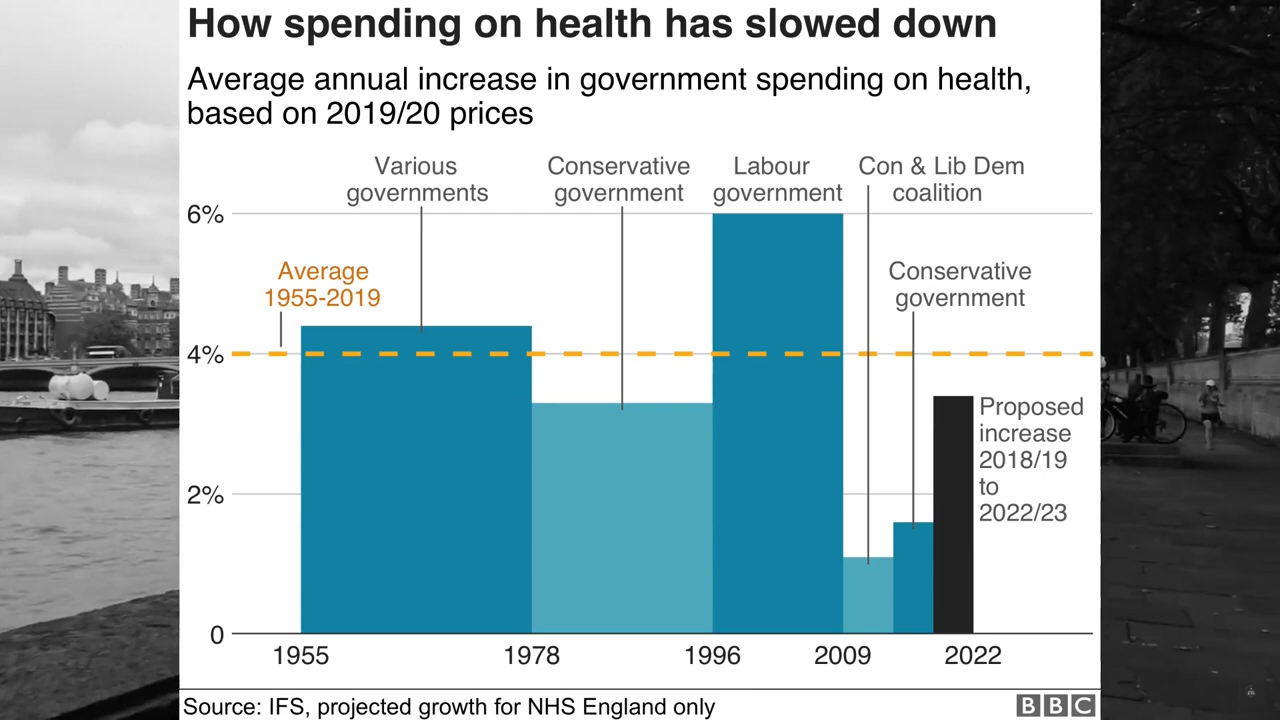 How spending on health has slowed down
Average annual increase in government spending on health,
based on 2019/20 prices
Various
governments
Conservative
government
Labour
government
Con & Lib Dem
coalition
6%
Average
1955-2019
Conservative
government
4%
Proposed
increase
2018/19
to
2022/23
2%
0
1955
1978
1996
2009
2022
Source: IFS, projected growth for NHS England only
BBC